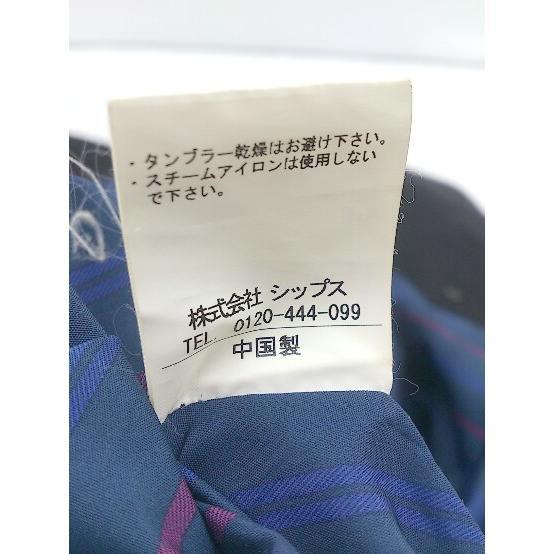 ・タンブラー乾燥はお避け下さい。
・スチームアイロンは使用しない
で下さい。
株式会社 シップス
TEL 0120-444-099
中国製